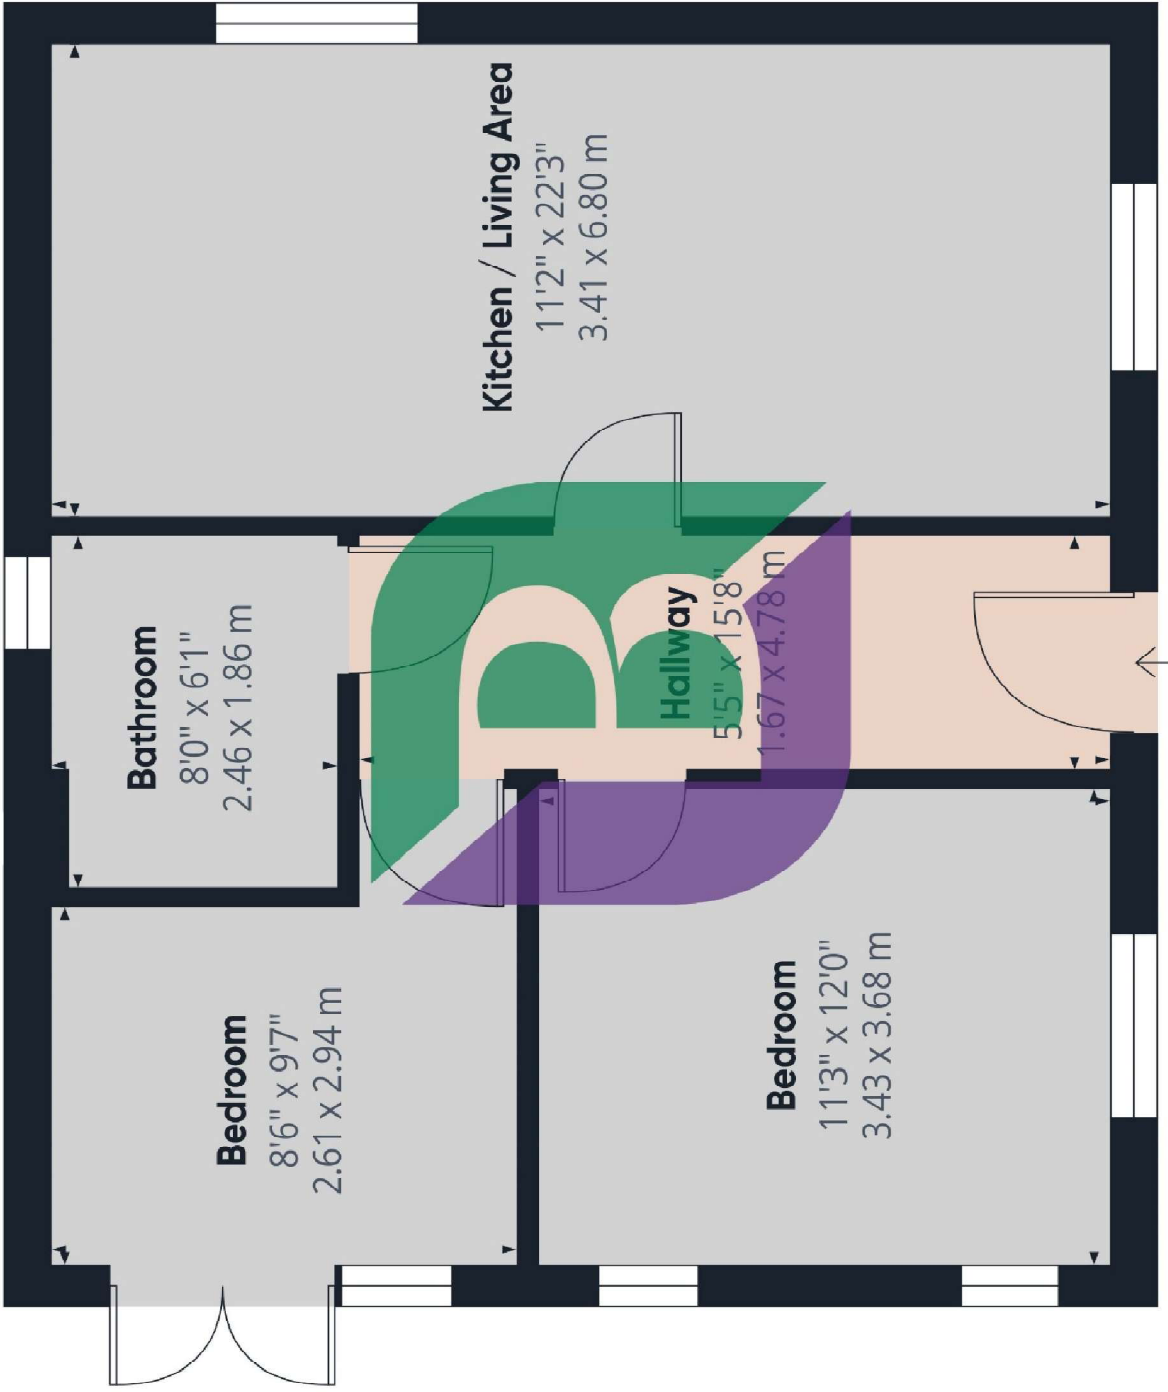 Kitchen / Living Area
11'2" x 22'3"
3.41 x 6.80 m
Bathroom
8'0" x 6'1"
2.46 x 1.86 m
Hallway
5'5" x 15'8"
1.67 x 4.78 m
B
Bedroom
8'6" x 9'7"
2.61 x 2.94 m
Bedroom
11'3" x 12'0"
3.43 x 3.68 m